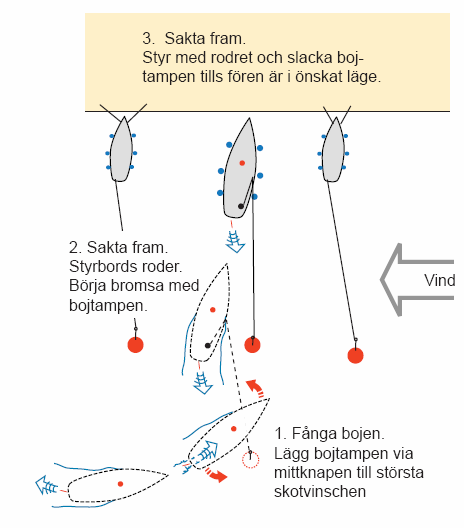 3.  Sakta fram.
Styr med rodret och slacka boj-
tampen tills fören är i önskat läge.
2. Sakta fram.
Styrbords roder.
Börja bromsa med
bojtampen.
Vind
1. Fånga bojen.
Lägg bojtampen via
mittknapen till största
skotvinschen